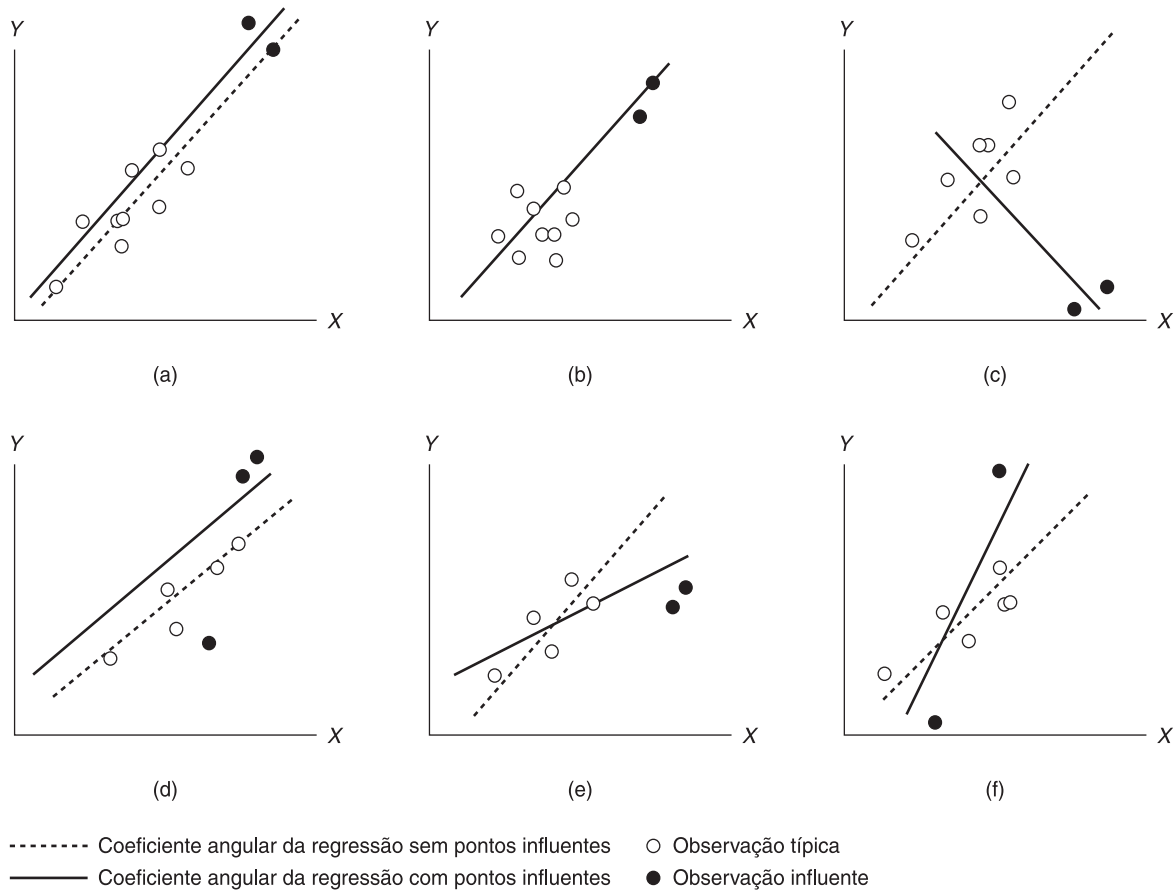 Y
Y
Y
X
X
X
(a)
(b)
(c)
Y
Y
Y
X
X
X
(d)
(e)
(f)
Coeficiente angular da regressão sem pontos influentes
Observação típica
Coeficiente angular da regressão com pontos influentes
Observação influente